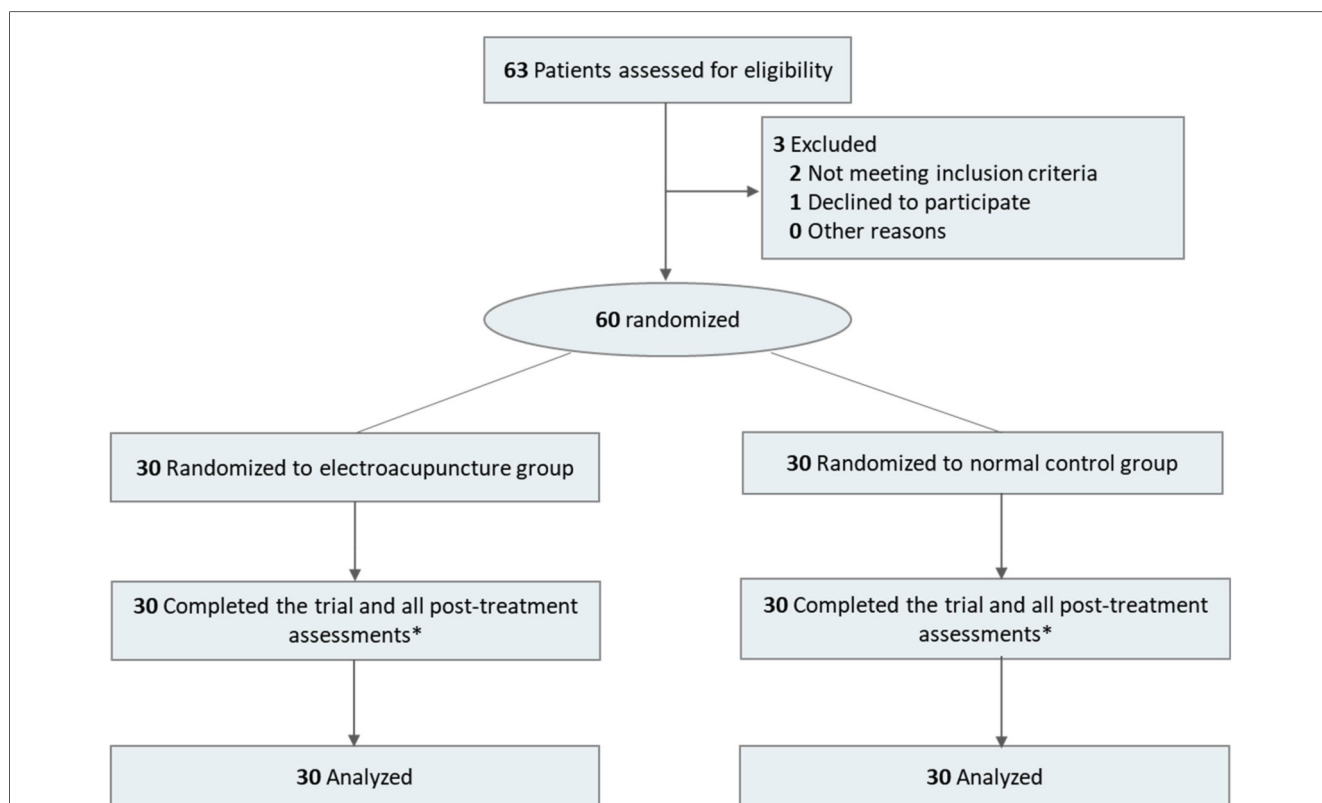 63 Patients assessed for eligibility
3 Excluded
2 Not meeting inclusion criteria
1 Declined to participate
0 Other reasons
60 randomized
30 Randomized to electroacupuncture group
30 Randomized to normal control group
30 Completed the trial and all post-treatment
assessments*
30 Completed the trial and all post-treatment
assessments*
30 Analyzed
30 Analyzed